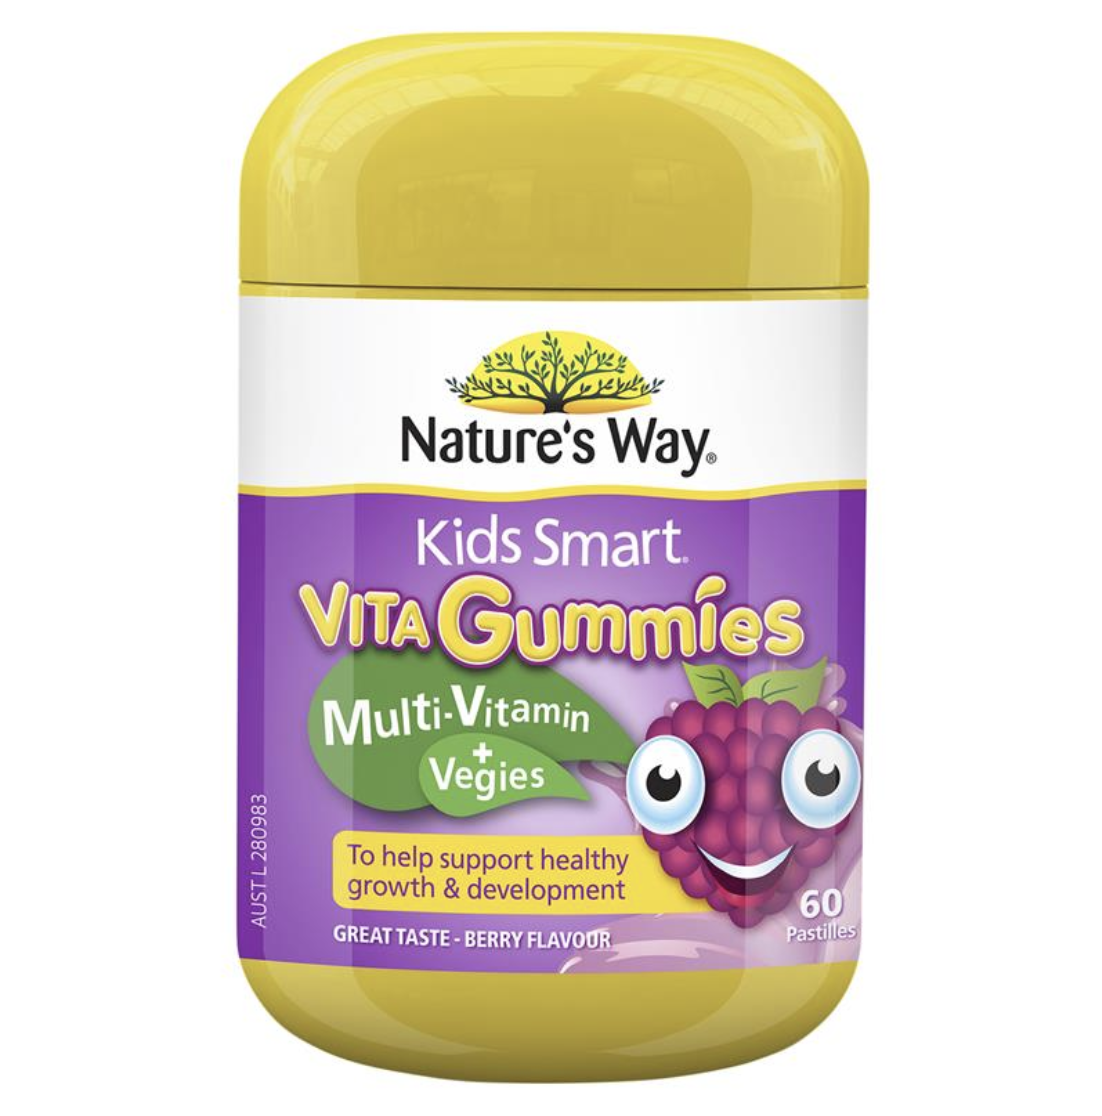 Nature's Way®
Kids Smart®
VITA Gummies
Multi-Vitamin
+
Vegies
To help support healthy
growth & development
GREAT TASTE - BERRY FLAVOUR
60
Pastilles
AUST L 280983